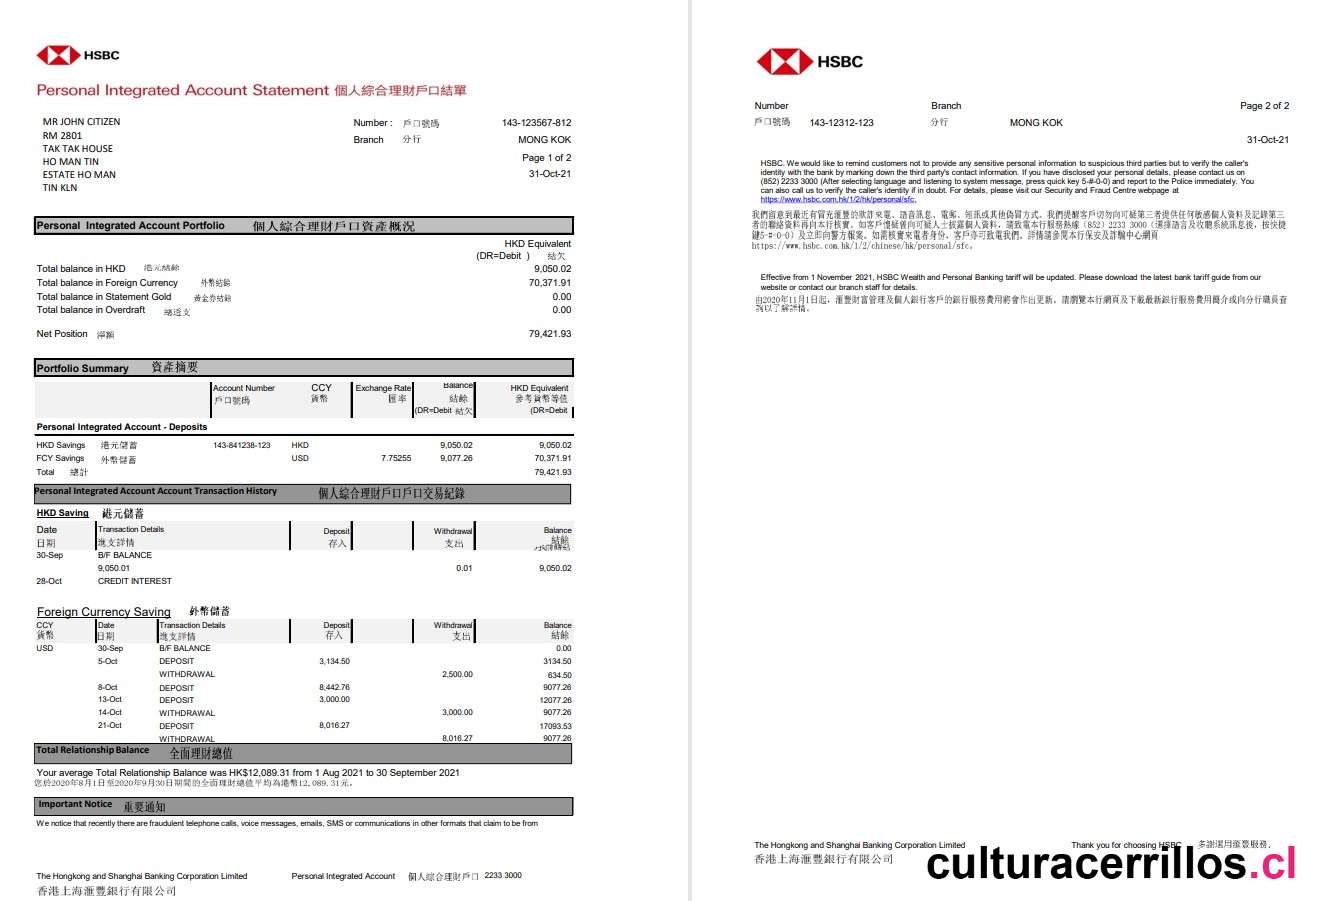 HSBC
Personal Integrated Account Statement 個人綜合理財戶口結單
MR JOHN CITIZEN
RM 2801
TAK TAK HOUSE
HO MAN TIN
ESTATE HO MAN
TIN KLN
Number : 戶口號碼 143-123567-812
Branch 分行 MONG KOK
Page 1 of 2
31-Oct-21
Personal Integrated Account Portfolio 個人綜合理財戶口資產概況
HKD Equivalent
(DR=Debit ) 結欠
Total balance in HKD 港元結餘 9,050.02
Total balance in Foreign Currency 外幣結餘 70,371.91
Total balance in Statement Gold 黃金券結餘 0.00
Total balance in Overdraft 總透支 0.00
Net Position 淨額 79,421.93
Portfolio Summary 資產摘要
Account Number CCY Exchange Rate Balance HKD Equivalent
戶口號碼 貨幣 匯率 結餘 參考貨幣等值
(DR=Debit 結欠 (DR=Debit
Personal Integrated Account - Deposits
HKD Savings 港元儲蓄 143-841238-123 HKD 9,050.02 9,050.02
FCY Savings 外幣儲蓄 USD 7.75255 9,077.26 70,371.91
Total 總計 79,421.93
Personal Integrated Account Account Transaction History 個人綜合理財戶口戶口交易紀錄
HKD Saving 港元儲蓄
Date Transaction Details Deposit Withdrawal Balance
日期 進支詳情 存入 支出 結餘
30-Sep B/F BALANCE
9,050.01 0.01 9,050.02
28-Oct CREDIT INTEREST
Foreign Currency Saving 外幣儲蓄
CCY Date Transaction Details Deposit Withdrawal Balance
貨幣 日期 進支詳情 存入 支出 結餘
USD 30-Sep B/F BALANCE 0.00
5-Oct DEPOSIT 3,134.50 3134.50
WITHDRAWAL 2,500.00 634.50
8-Oct DEPOSIT 8,442.76 9077.26
13-Oct DEPOSIT 3,000.00 12077.26
14-Oct WITHDRAWAL 3,000.00 9077.26
21-Oct DEPOSIT 8,016.27 17093.53
WITHDRAWAL 8,016.27 9077.26
Total Relationship Balance 全面理財總值
Your average Total Relationship Balance was HK$12,089.31 from 1 Aug 2021 to 30 September 2021
您於2020年8月1日至2020年9月30日期間的全面理財總值平均為港幣12,089.31元。
Important Notice 重要通知
We notice that recently there are fraudulent telephone calls, voice messages, emails, SMS or communications in other formats that claim to be from
The Hongkong and Shanghai Banking Corporation Limited Personal Integrated Account 個人綜合理財戶口 2233 3000
香港上海滙豐銀行有限公司
HSBC
Number Branch Page 2 of 2
戶口號碼 143-12312-123 分行 MONG KOK
31-Oct-21
HSBC. We would like to remind customers not to provide any sensitive personal information to suspicious third parties but to verify the caller's
identity with the bank by marking down the third party's contact information. If you have disclosed your personal details, please contact us on
(852) 2233 3000 (After selecting language and listening to system message, press quick key 5-#-0-0) and report to the Police immediately. You
can also call us to verify the caller's identity if in doubt. For details, please visit our Security and Fraud Centre webpage at
https://www.hsbc.com.hk/1/2/hk/personal/sfc.
我們留意到最近有冒充滙豐的欺詐來電、語音訊息、電郵、短訊或其他偽冒方式。我們提醒客戶切勿向可疑第三者提供任何敏感個人資料及記錄第三
者的聯絡資料再向本行核實。如客戶懷疑曾向可疑人士披露個人資料，請致電本行服務熱線 (852) 2233 3000 (選擇語言及收聽系統訊息後，按快捷
鍵5-#-0-0) 及立即向警方報案。如需核實來電者身份，客戶亦可致電我們。詳情請參閱本行保安及詐騙中心網頁
https://www.hsbc.com.hk/1/2/chinese/hk/personal/sfc。
Effective from 1 November 2021, HSBC Wealth and Personal Banking tariff will be updated. Please download the latest bank tariff guide from our
website or contact our branch staff for details.
由2020年11月1日起，滙豐財富管理及個人銀行客戶的銀行服務費用將會作出更新。請瀏覽本行網頁及下載最新銀行服務費用簡介或向分行職員查
詢以了解詳情。
The Hongkong and Shanghai Banking Corporation Limited Thank you for choosing HSBC 多謝選用滙豐服務.
香港上海滙豐銀行有限公司
culturacerrillos.cl